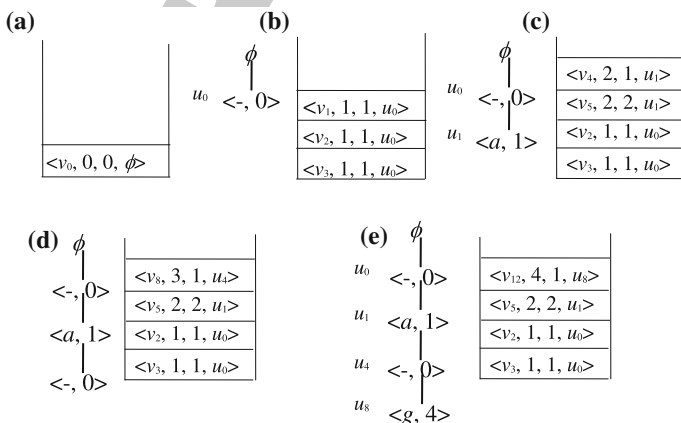 (a)
<v₀, 0, 0, ϕ>
(b)
ϕ
u₀ <-, 0>
<v₁, 1, 1, u₀>
<v₂, 1, 1, u₀>
<v₃, 1, 1, u₀>
(c)
ϕ
u₀ <-, 0>
u₁ <a, 1>
<v₄, 2, 1, u₁>
<v₅, 2, 2, u₁>
<v₂, 1, 1, u₀>
<v₃, 1, 1, u₀>
(d)
ϕ
<-, 0>
<a, 1>
<-, 0>
<v₈, 3, 1, u₄>
<v₅, 2, 2, u₁>
<v₂, 1, 1, u₀>
<v₃, 1, 1, u₀>
(e)
ϕ
u₀ <-, 0>
u₁ <a, 1>
u₄ <-, 0>
u₈ <g, 4>
<v₁₂, 4, 1, u₈>
<v₅, 2, 2, u₁>
<v₂, 1, 1, u₀>
<v₃, 1, 1, u₀>